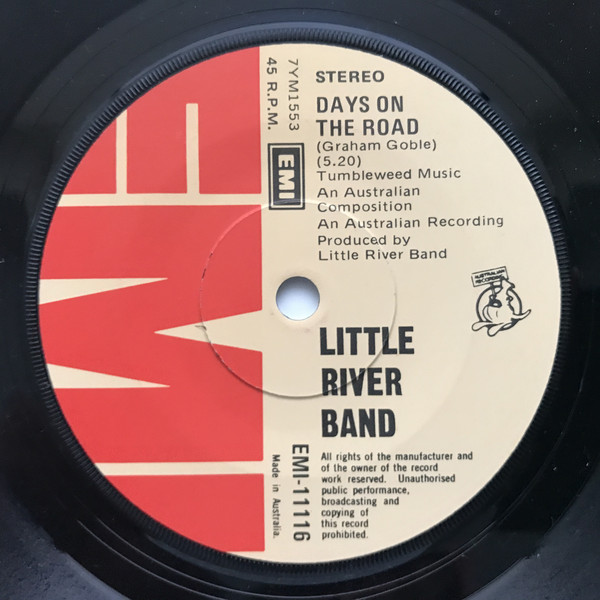 STEREO
DAYS ON
THE ROAD
(Graham Goble)
(5.20)
Tumbleweed Music
An Australian
Composition
An Australian Recording
Produced by
Little River Band
7YM1553
45 R.P.M.
EMI
EMI
AUSTRALIAN
RECORDING
LITTLE
RIVER
BAND
EMI-11116
Made in Australia.
All rights of the manufacturer and
of the owner of the record
work reserved. Unauthorised
public performance,
broadcasting and
copying of
this record
prohibited.